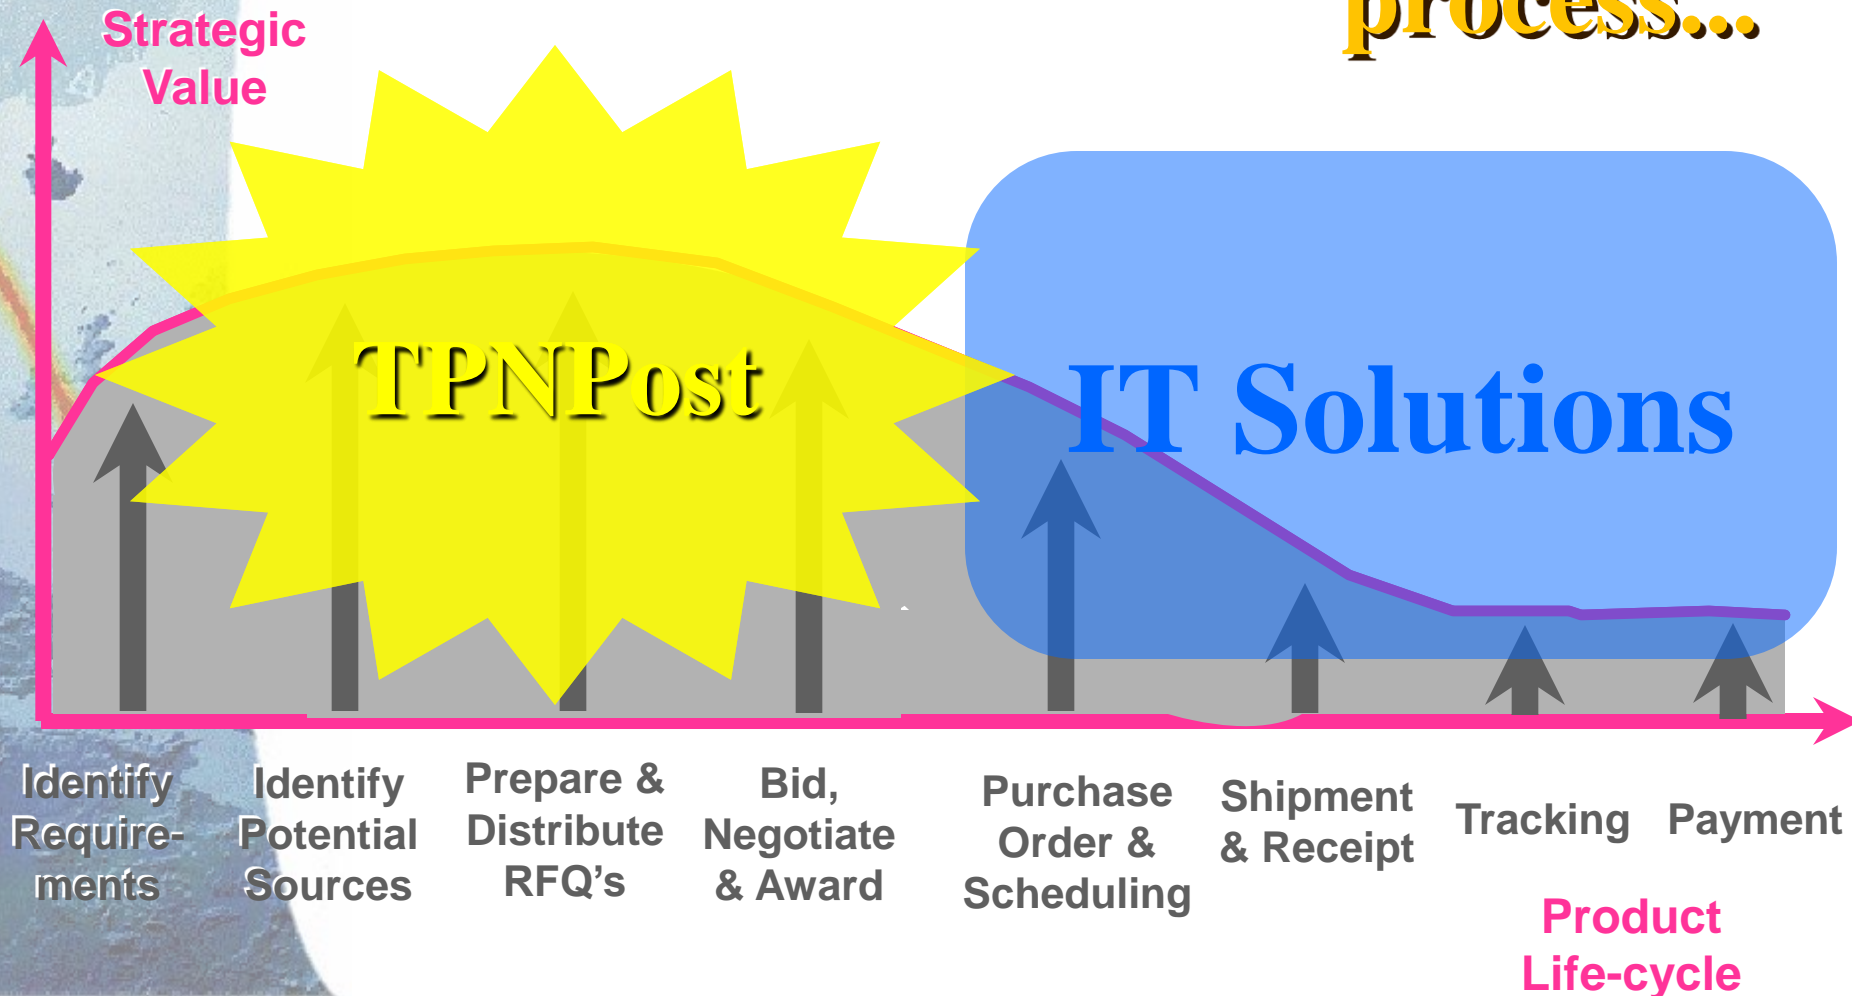 process...
Strategic
Value
TPNPost
IT Solutions
Identify
Require-
ments
Identify
Potential
Sources
Prepare &
Distribute
RFQ’s
Bid,
Negotiate
& Award
Purchase
Order &
Scheduling
Shipment
& Receipt
Tracking
Payment
Product
Life-cycle